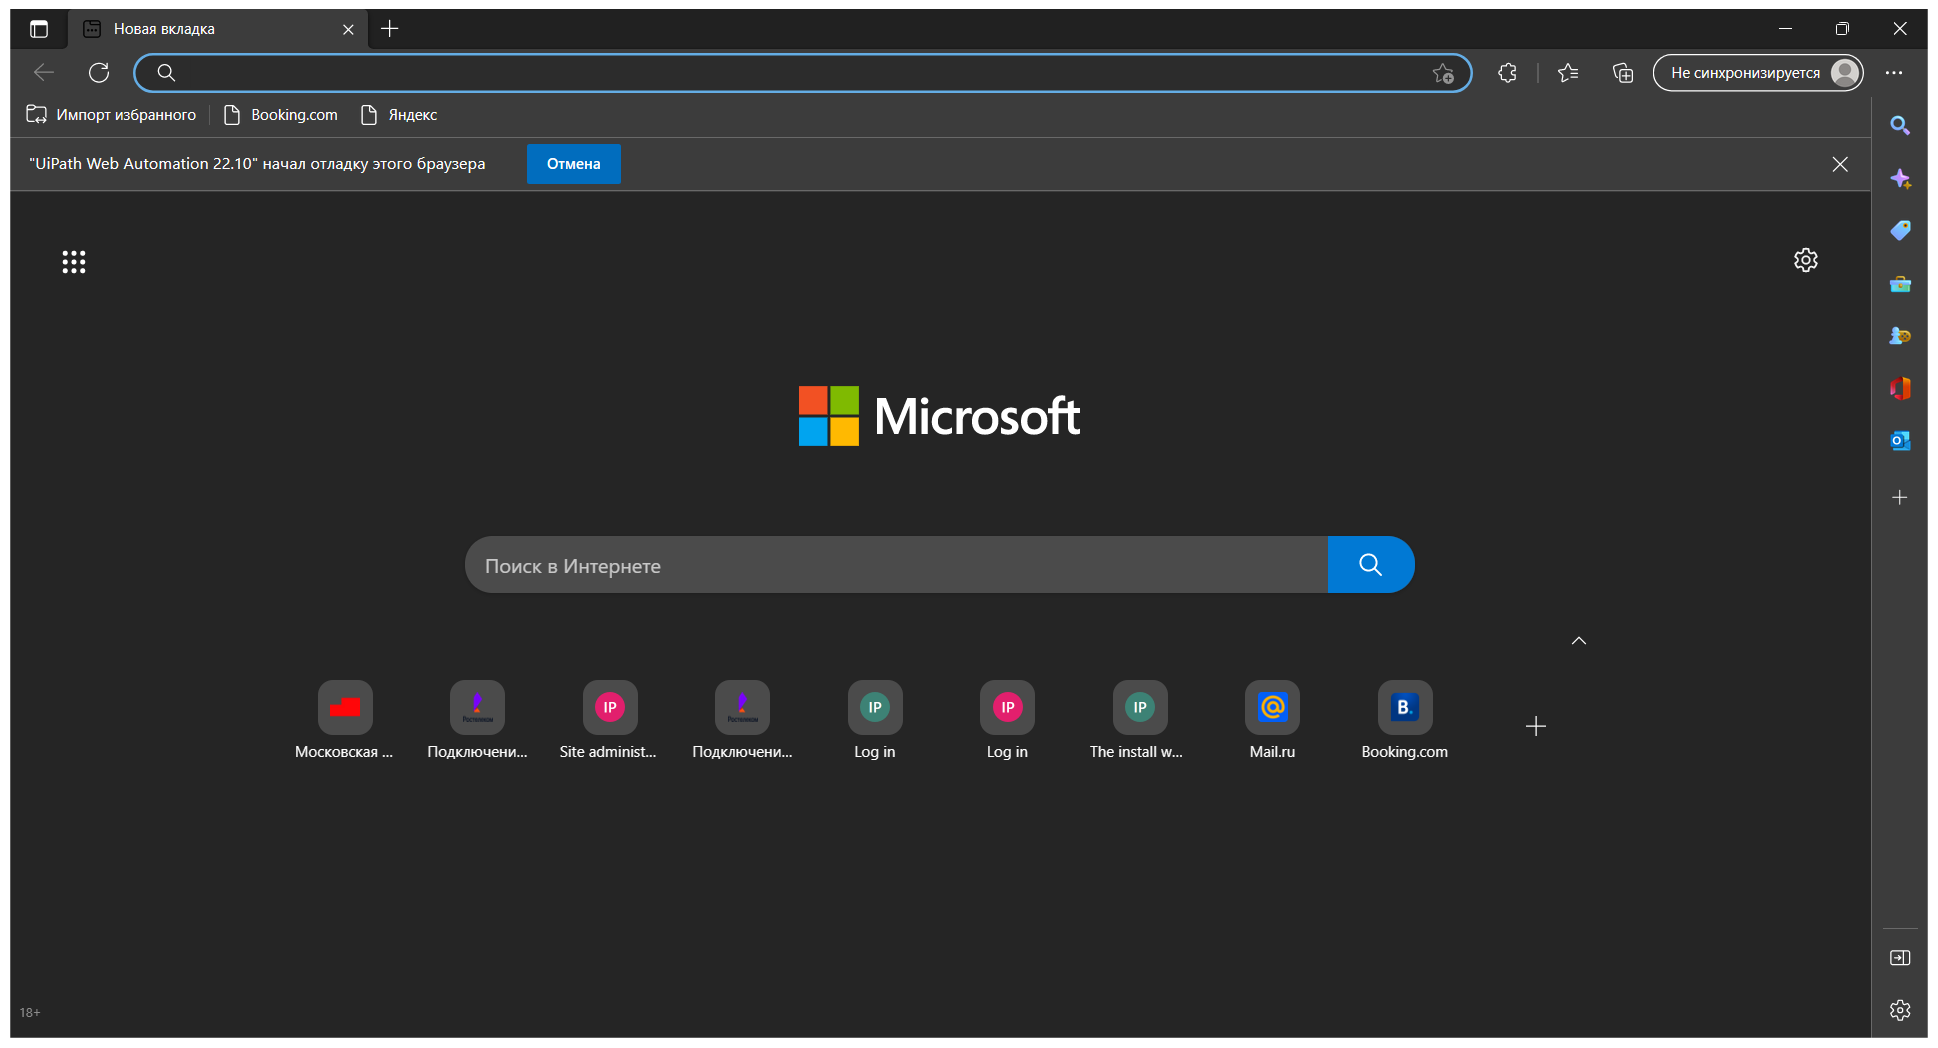 Новая вкладка
Не синхронизируется
Импорт избранного
Booking.com
Яндекс
"UiPath Web Automation 22.10" начал отладку этого браузера
Отмена
Microsoft
Поиск в Интернете
Ростелеком
Ростелеком
IP
IP
IP
IP
B.
Московская ...
Подключени...
Site administ...
Подключени...
Log in
Log in
The install w...
Mail.ru
Booking.com
18+